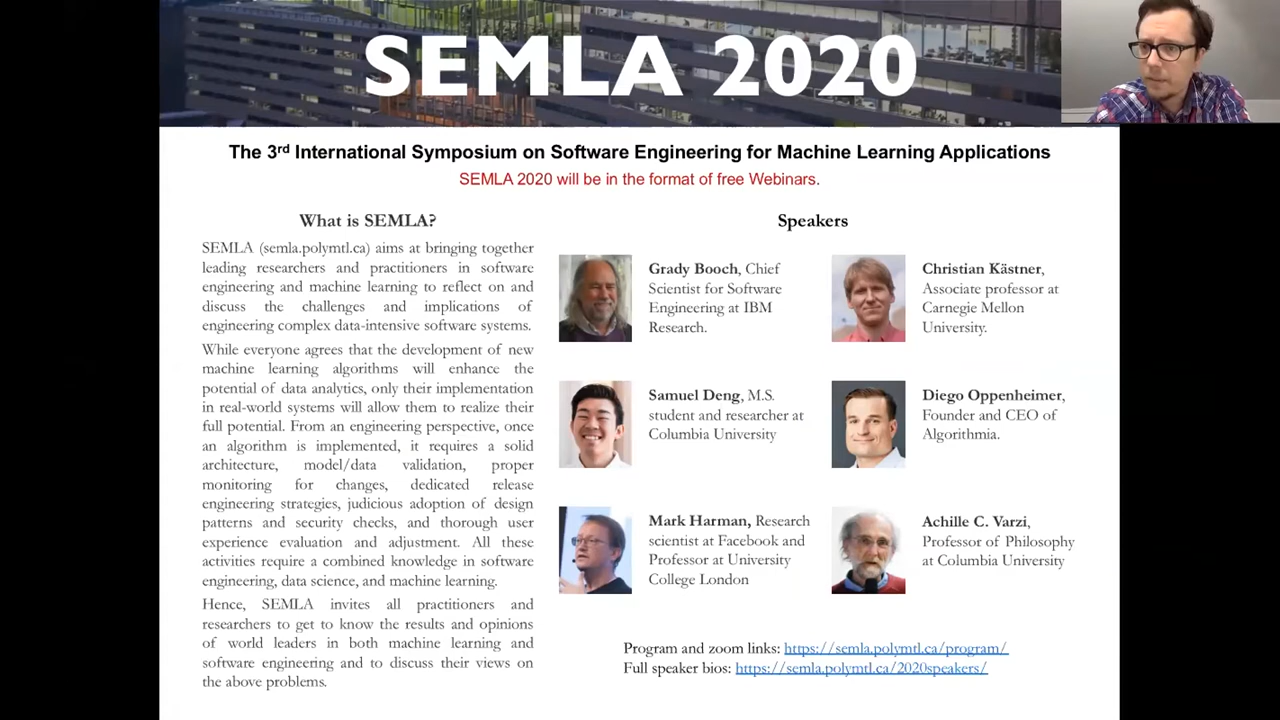 SEMLA 2020
The 3rd International Symposium on Software Engineering for Machine Learning Applications
SEMLA 2020 will be in the format of free Webinars.
What is SEMLA?
SEMLA (semla.polymtl.ca) aims at bringing together
leading researchers and practitioners in software
engineering and machine learning to reflect on and
discuss the challenges and implications of
engineering complex data-intensive software systems.
While everyone agrees that the development of new
machine learning algorithms will enhance the
potential of data analytics, only their implementation
in real-world systems will allow them to realize their
full potential. From an engineering perspective, once
an algorithm is implemented, it requires a solid
architecture, model/data validation, proper
monitoring for changes, dedicated release
engineering strategies, judicious adoption of design
patterns and security checks, and thorough user
experience evaluation and adjustment. All these
activities require a combined knowledge in software
engineering, data science, and machine learning.
Hence, SEMLA invites all practitioners and
researchers to get to know the results and opinions
of world leaders in both machine learning and
software engineering and to discuss their views on
the above problems.
Speakers
Grady Booch, Chief
Scientist for Software
Engineering at IBM
Research.
Christian Kästner,
Associate professor at
Carnegie Mellon
University.
Samuel Deng, M.S.
student and researcher at
Columbia University
Diego Oppenheimer,
Founder and CEO of
Algorithmia.
Mark Harman, Research
scientist at Facebook and
Professor at University
College London
Achille C. Varzi,
Professor of Philosophy
at Columbia University
Program and zoom links: https://semla.polymtl.ca/program/
Full speaker bios: https://semla.polymtl.ca/2020speakers/